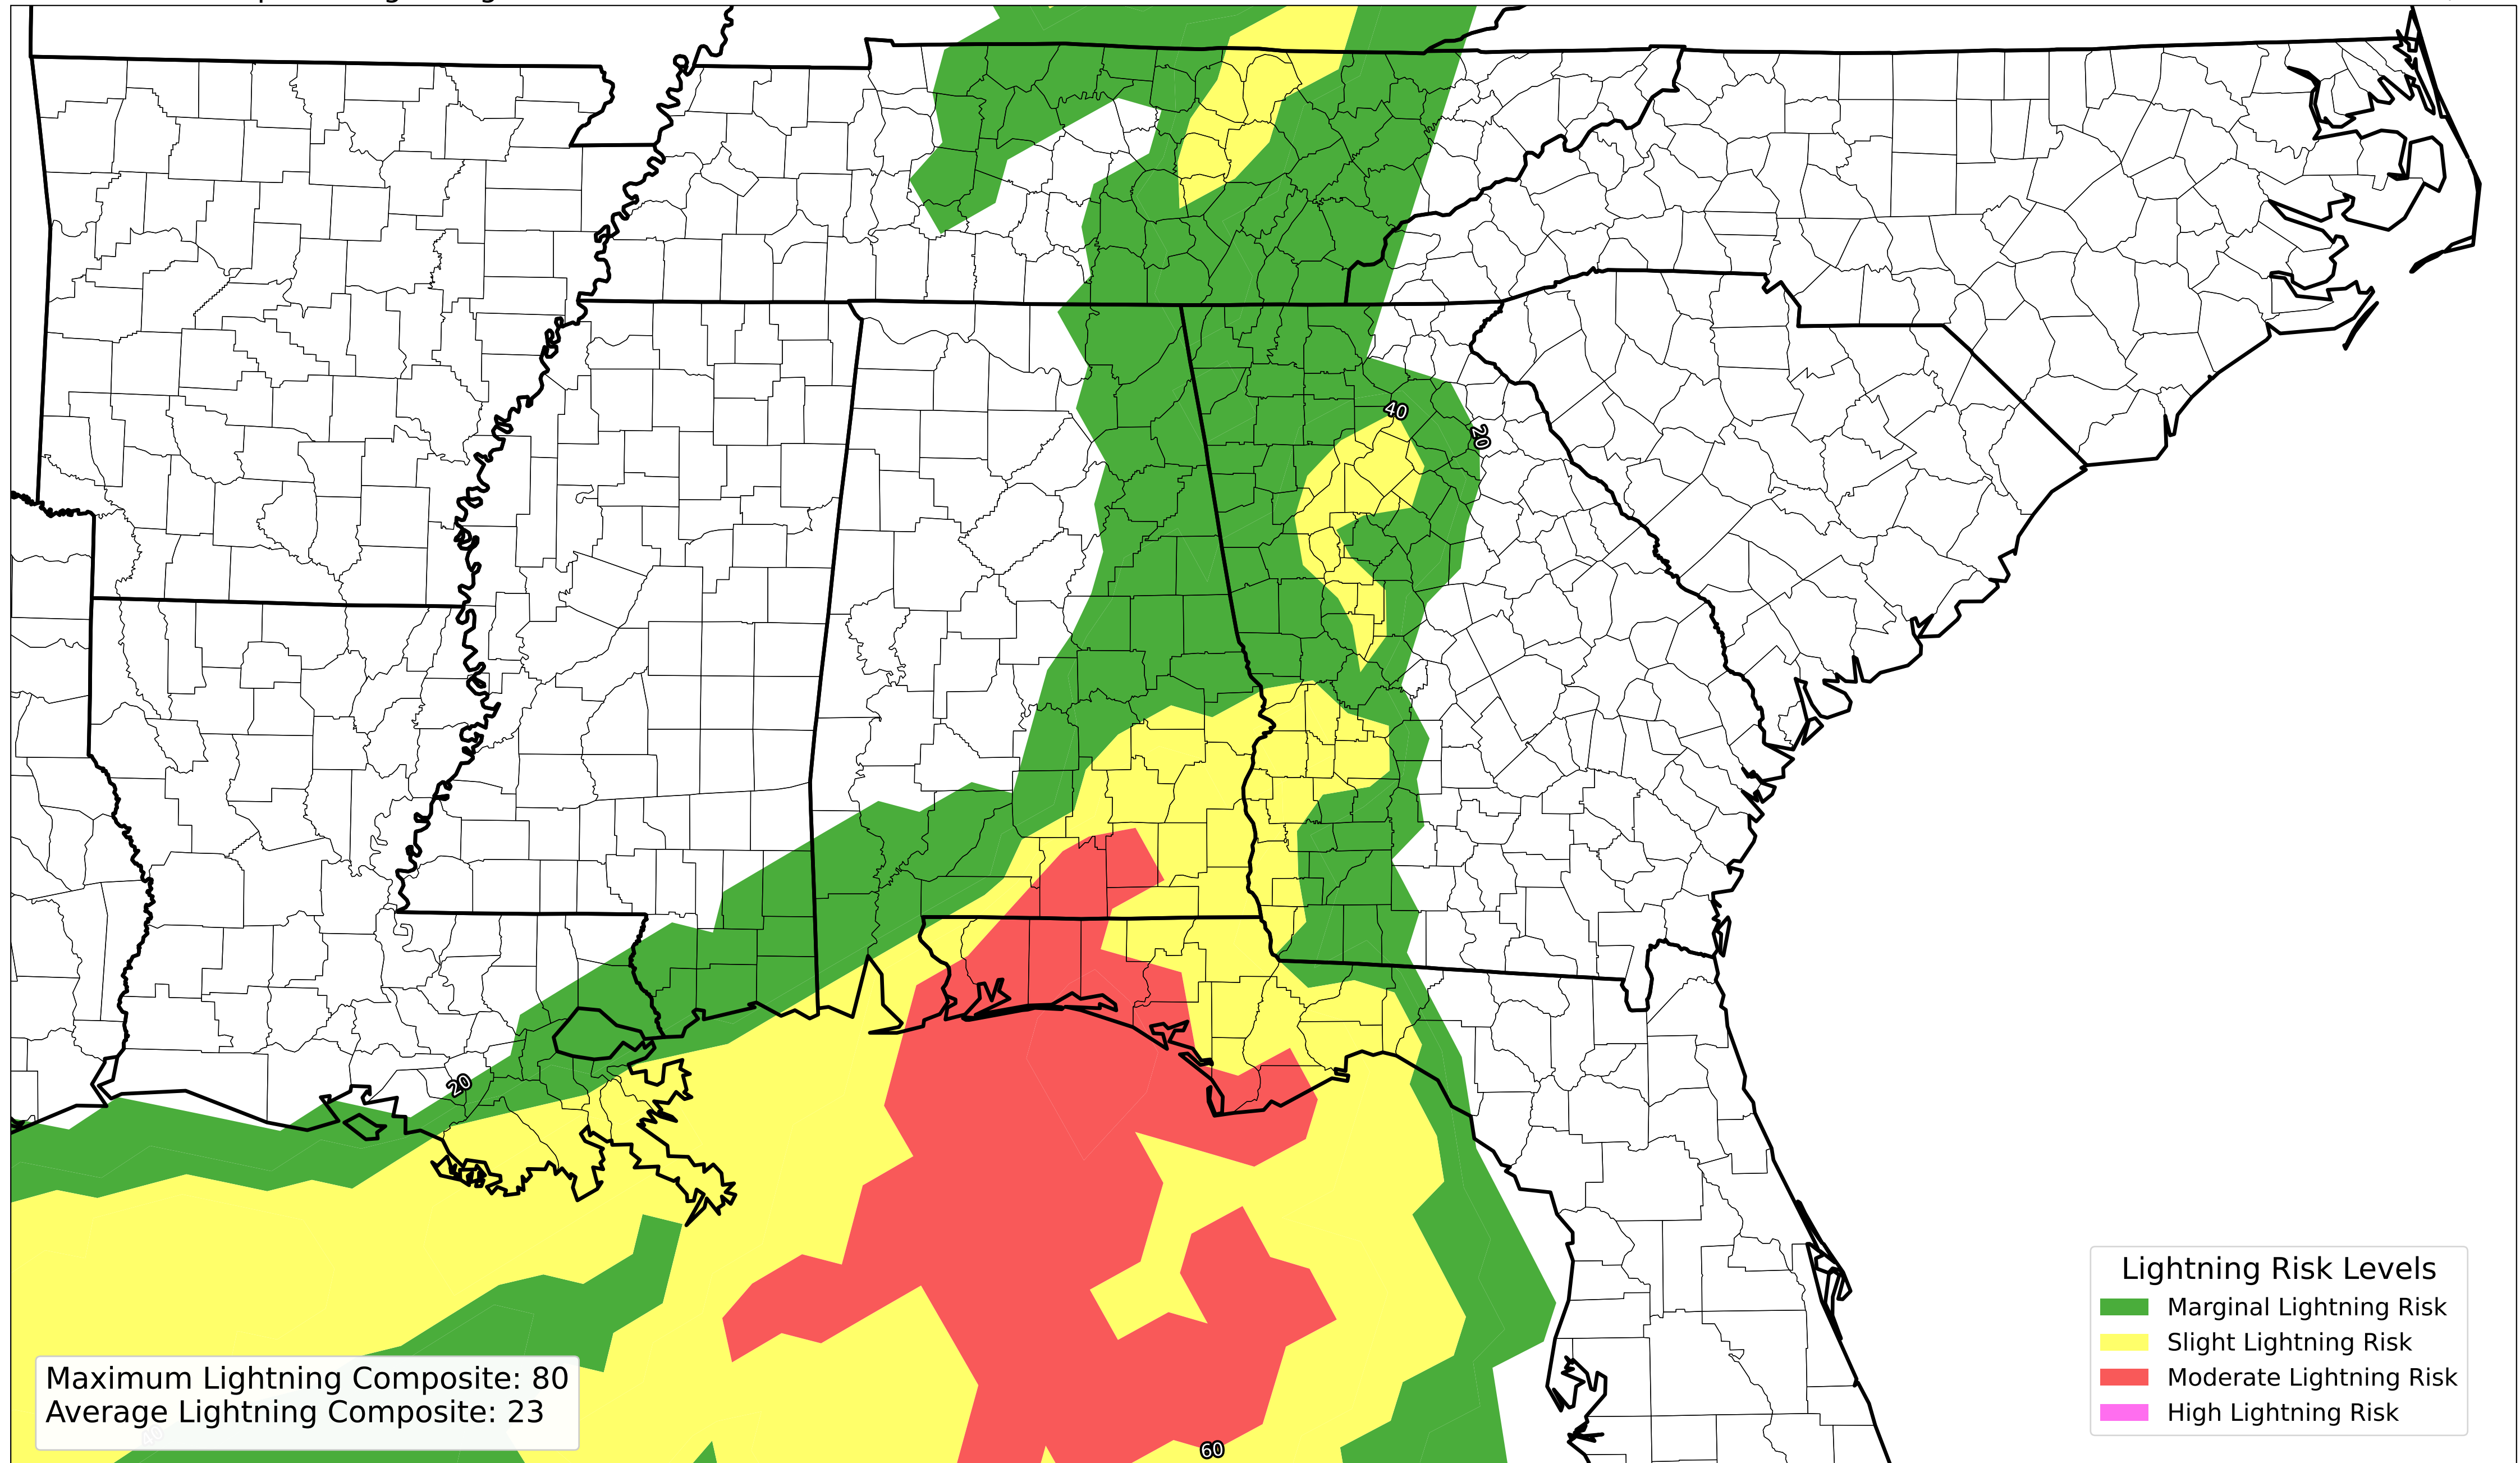 40
20
20
Lightning Risk Levels
Marginal Lightning Risk
Slight Lightning Risk
Moderate Lightning Risk
High Lightning Risk
Maximum Lightning Composite: 80
Average Lightning Composite: 23
40
60